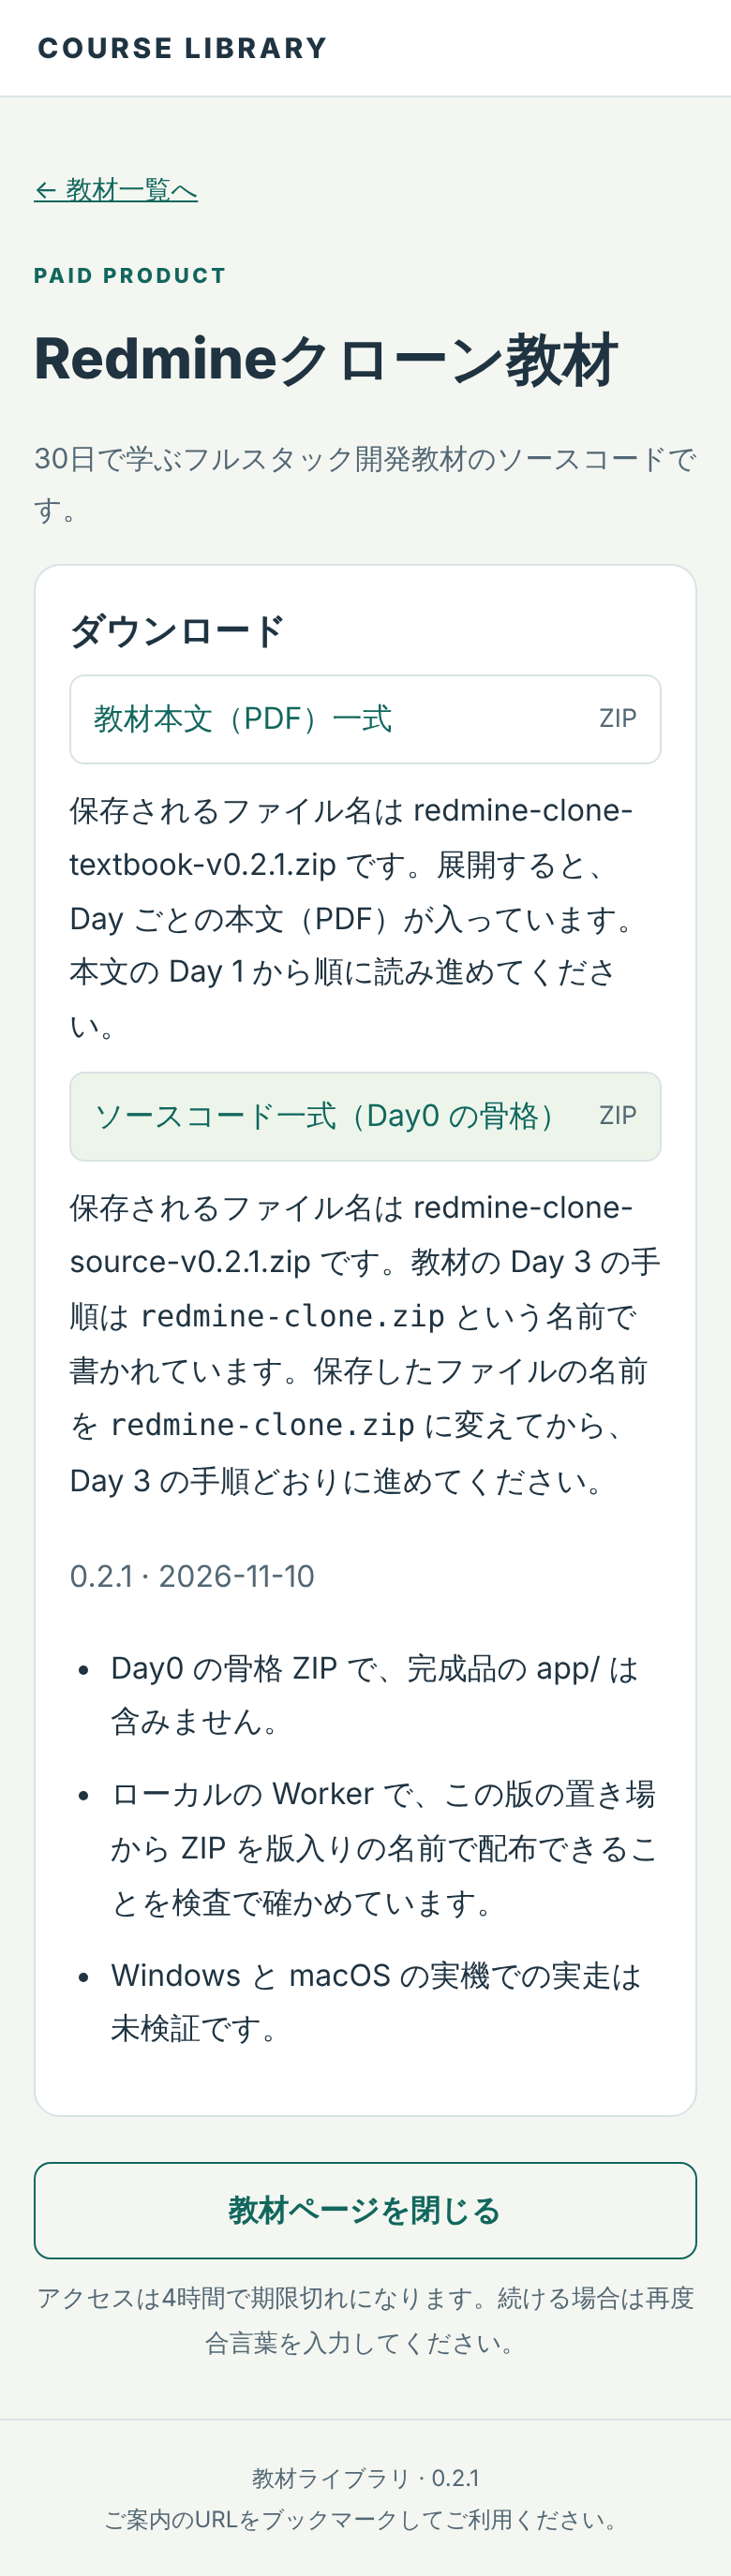 COURSE LIBRARY
← 教材一覧へ
PAID PRODUCT
Redmineクローン教材
30日で学ぶフルスタック開発教材のソースコードで
す。
ダウンロード
教材本文（PDF）一式 ZIP
保存されるファイル名は redmine-clone-
textbook-v0.2.1.zip です。展開すると、
Day ごとの本文（PDF）が入っています。
本文の Day 1 から順に読み進めてくださ
い。
ソースコード一式（Day0 の骨格） ZIP
保存されるファイル名は redmine-clone-
source-v0.2.1.zip です。教材の Day 3 の手
順は redmine-clone.zip という名前で
書かれています。保存したファイルの名前
を redmine-clone.zip に変えてから、
Day 3 の手順どおりに進めてください。
0.2.1 · 2026-11-10
• Day0 の骨格 ZIP で、完成品の app/ は
含みません。
• ローカルの Worker で、この版の置き場
から ZIP を版入りの名前で配布できるこ
とを検査で確かめています。
• Windows と macOS の実機での実走は
未検証です。
教材ページを閉じる
アクセスは4時間で期限切れになります。続ける場合は再度
合言葉を入力してください。
教材ライブラリ · 0.2.1
ご案内のURLをブックマークしてご利用ください。